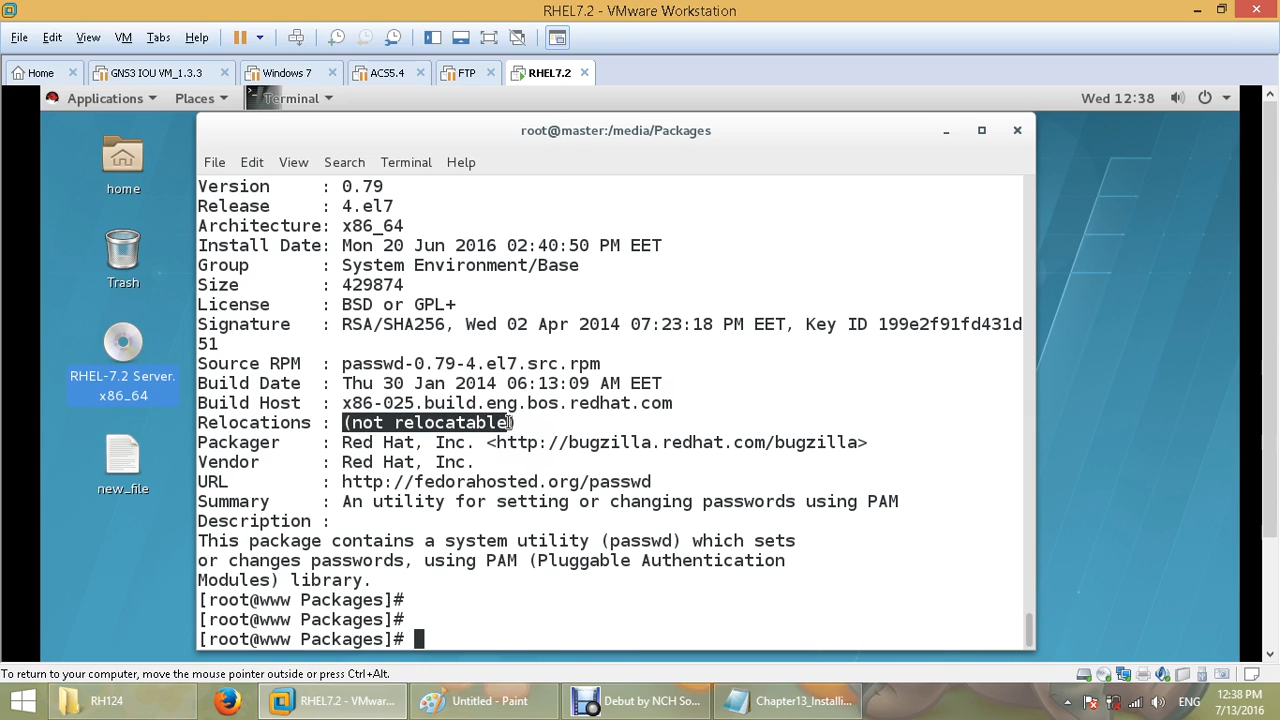 RHEL7.2 - VMware Workstation
File Edit View VM Tabs Help
Home GNS3 IOU VM_1.3.3 Windows 7 ACS5.4 FTP RHEL7.2
Applications Places Terminal Wed 12:38
root@master:/media/Packages
File Edit View Search Terminal Help
home
Trash
RHEL-7.2 Server.
x86_64
new_file
Version : 0.79
Release : 4.el7
Architecture: x86_64
Install Date: Mon 20 Jun 2016 02:40:50 PM EET
Group : System Environment/Base
Size : 429874
License : BSD or GPL+
Signature : RSA/SHA256, Wed 02 Apr 2014 07:23:18 PM EET, Key ID 199e2f91fd431d
51
Source RPM : passwd-0.79-4.el7.src.rpm
Build Date : Thu 30 Jan 2014 06:13:09 AM EET
Build Host : x86-025.build.eng.bos.redhat.com
Relocations : (not relocatable)
Packager : Red Hat, Inc. <http://bugzilla.redhat.com/bugzilla>
Vendor : Red Hat, Inc.
URL : http://fedorahosted.org/passwd
Summary : An utility for setting or changing passwords using PAM
Description :
This package contains a system utility (passwd) which sets
or changes passwords, using PAM (Pluggable Authentication
Modules) library.
[root@www Packages]#
[root@www Packages]#
[root@www Packages]#
To return to your computer, move the mouse pointer outside or press Ctrl+Alt.
RH124 RHEL7.2 - VMware... Untitled - Paint Debut by NCH So... Chapter13_Installi... ENG 12:38 PM
7/13/2016